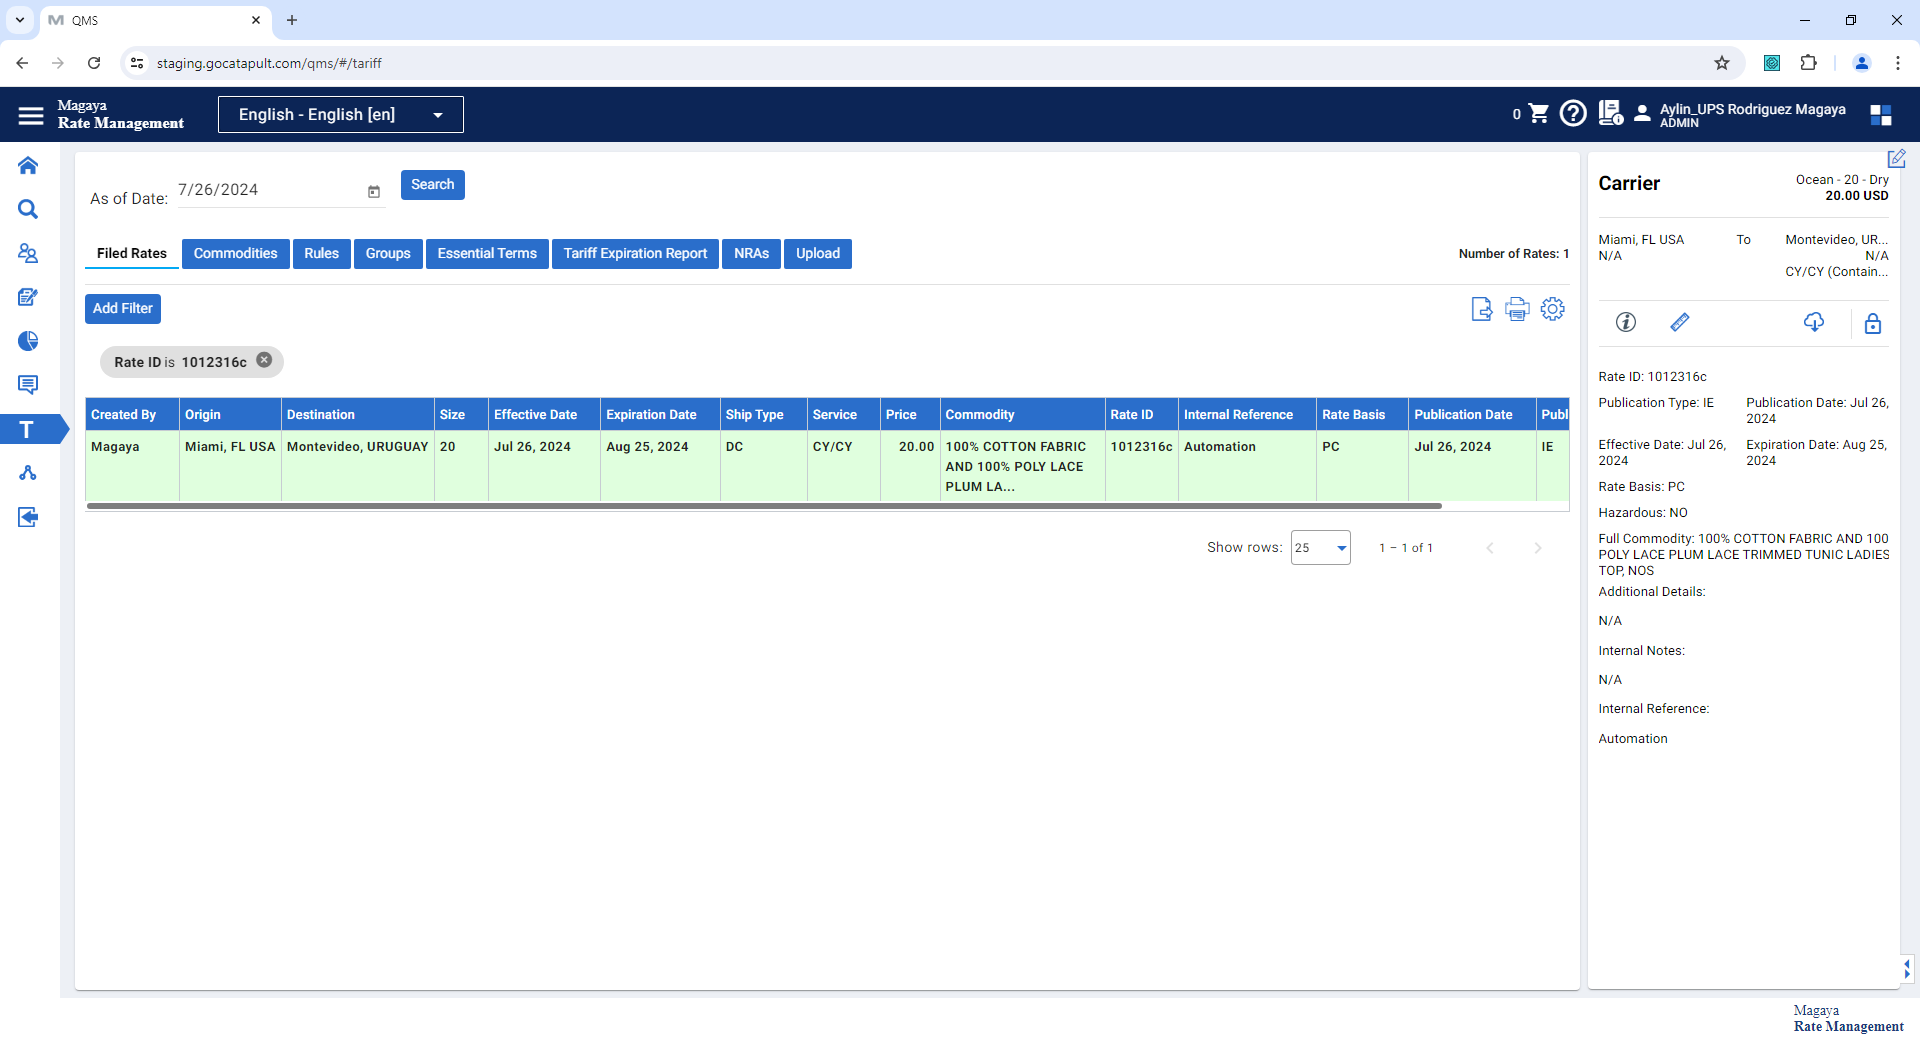 QMS
staging.gocatapult.com/qms/#/tariff
Magaya
Rate Management
English - English [en]
0
Aylin_UPS Rodriguez Magaya
ADMIN
As of Date:
7/26/2024
Search
Filed Rates
Commodities
Rules
Groups
Essential Terms
Tariff Expiration Report
NRAs
Upload
Number of Rates: 1
Add Filter
Rate ID is 1012316c
Created By Origin Destination Size Effective Date Expiration Date Ship Type Service Price Commodity Rate ID Internal Reference Rate Basis Publication Date Publ
Magaya Miami, FL USA Montevideo, URUGUAY 20 Jul 26, 2024 Aug 25, 2024 DC CY/CY 20.00 100% COTTON FABRIC 1012316c Automation PC Jul 26, 2024 IE
AND 100% POLY LACE
PLUM LA...
Show rows: 25 1 – 1 of 1
Carrier
Ocean - 20 - Dry
20.00 USD
Miami, FL USA To Montevideo, UR...
N/A N/A
CY/CY (Contain...
Rate ID: 1012316c
Publication Type: IE
Publication Date: Jul 26,
2024
Effective Date: Jul 26,
2024
Expiration Date: Aug 25,
2024
Rate Basis: PC
Hazardous: NO
Full Commodity: 100% COTTON FABRIC AND 100
POLY LACE PLUM LACE TRIMMED TUNIC LADIES
TOP, NOS
Additional Details:
N/A
Internal Notes:
N/A
Internal Reference:
Automation
T
Magaya
Rate Management